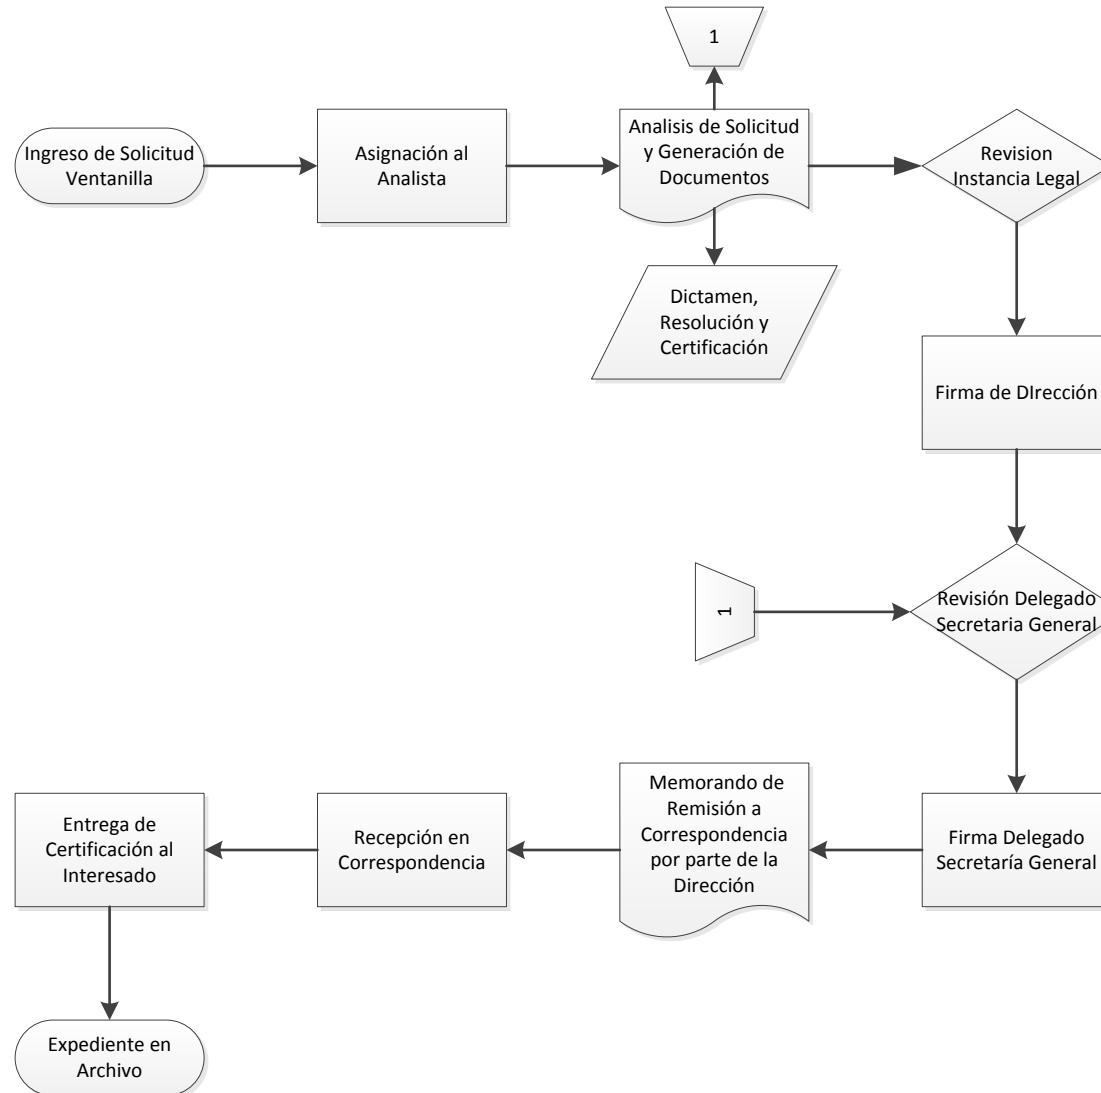 1
Ingreso de Solicitud
Ventanilla
Asignación al
Analista
Analisis de Solicitud
y Generación de
Documentos
Revision
Instancia Legal
Dictamen,
Resolución y
Certificación
Firma de DIrección
1
Revisión Delegado
Secretaria General
Entrega de
Certificación al
Interesado
Recepción en
Correspondencia
Memorando de
Remisión a
Correspondencia
por parte de la
Dirección
Firma Delegado
Secretaría General
Expediente en
Archivo